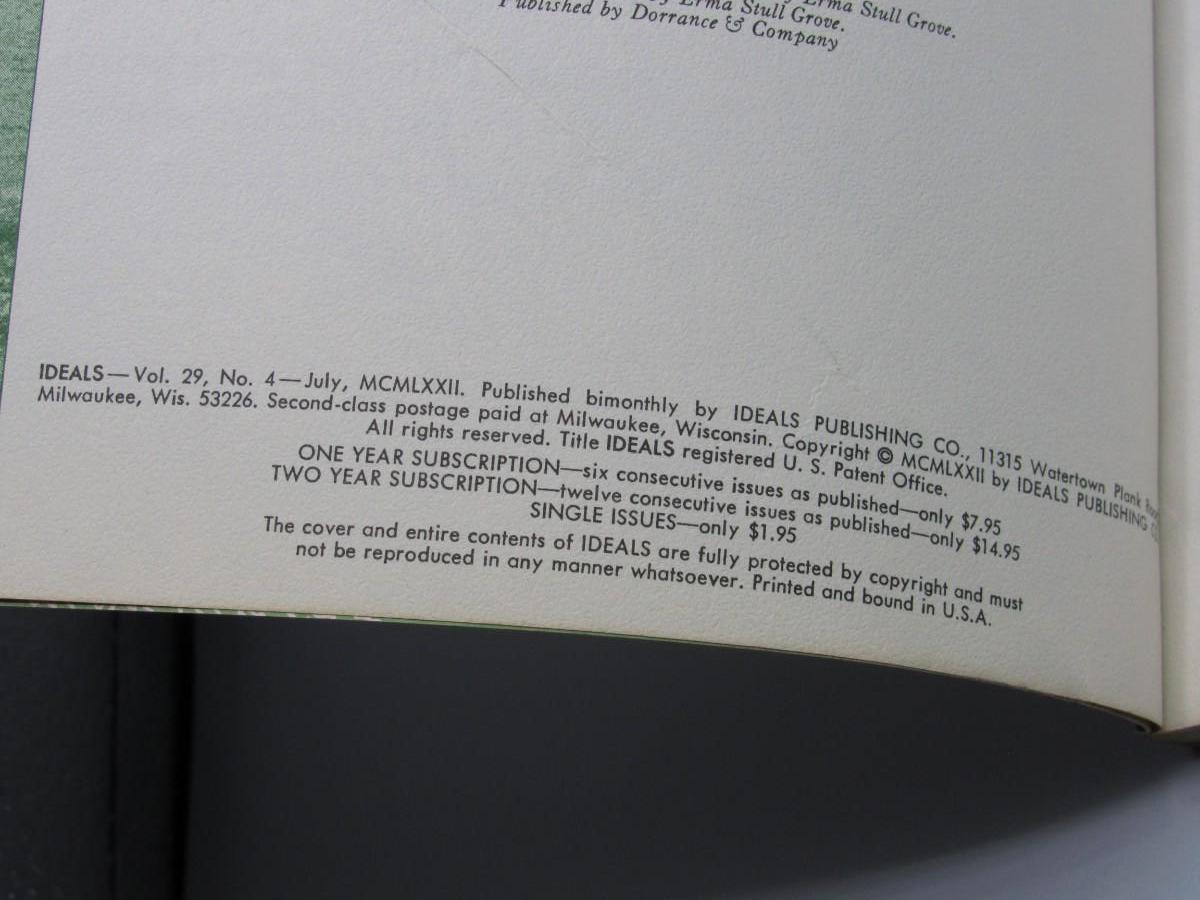 Erma Stull Grove.
by Erma Stull Grove.
Published by Dorrance & Company
IDEALS—Vol. 29, No. 4—July, MCMLXXII. Published bimonthly by IDEALS PUBLISHING CO., 11315 Watertown Plank
Milwaukee, Wis. 53226. Second-class postage paid at Milwaukee, Wisconsin. Copyright © MCMLXXII by IDEALS PUBLISHING
All rights reserved. Title IDEALS registered U. S. Patent Office.
ONE YEAR SUBSCRIPTION—six consecutive issues as published—only $7.95
TWO YEAR SUBSCRIPTION—twelve consecutive issues as published—only $14.95
SINGLE ISSUES—only $1.95
The cover and entire contents of IDEALS are fully protected by copyright and must
not be reproduced in any manner whatsoever. Printed and bound in U.S.A.